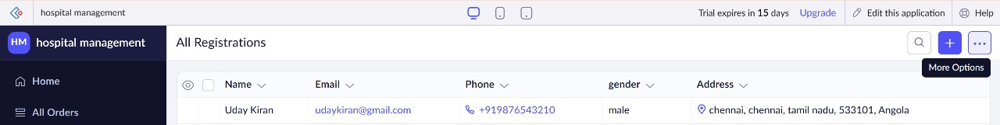 hospital management Trial expires in 15 days Upgrade Edit this application Help
HM hospital management All Registrations
More Options
Home Name Email Phone gender Address
All Orders Uday Kiran udaykiran@gmail.com +919876543210 male chennai, chennai, tamil nadu, 533101, Angola